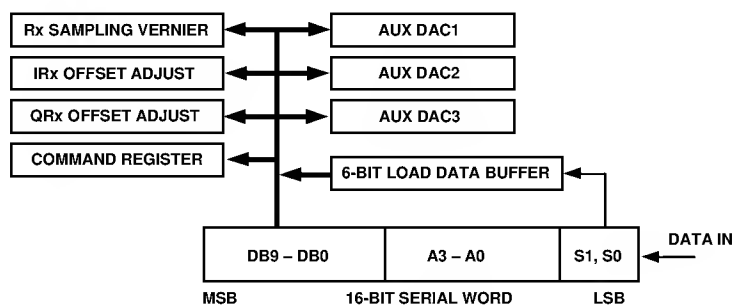 Rx SAMPLING VERNIER
AUX DAC1
IRx OFFSET ADJUST
AUX DAC2
QRx OFFSET ADJUST
AUX DAC3
COMMAND REGISTER
6-BIT LOAD DATA BUFFER
DB9 – DB0
A3 – A0
S1, S0
DATA IN
MSB
16-BIT SERIAL WORD
LSB